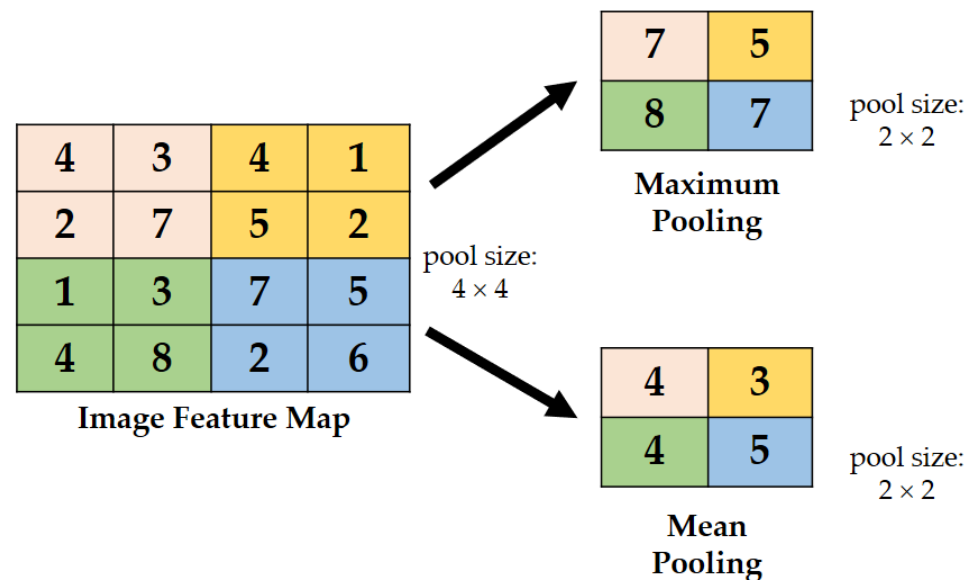 4 3 4 1
2 7 5 2
1 3 7 5
4 8 2 6
Image Feature Map
pool size:
4 × 4
7 5
8 7
pool size:
2 × 2
Maximum
Pooling
4 3
4 5
pool size:
2 × 2
Mean
Pooling